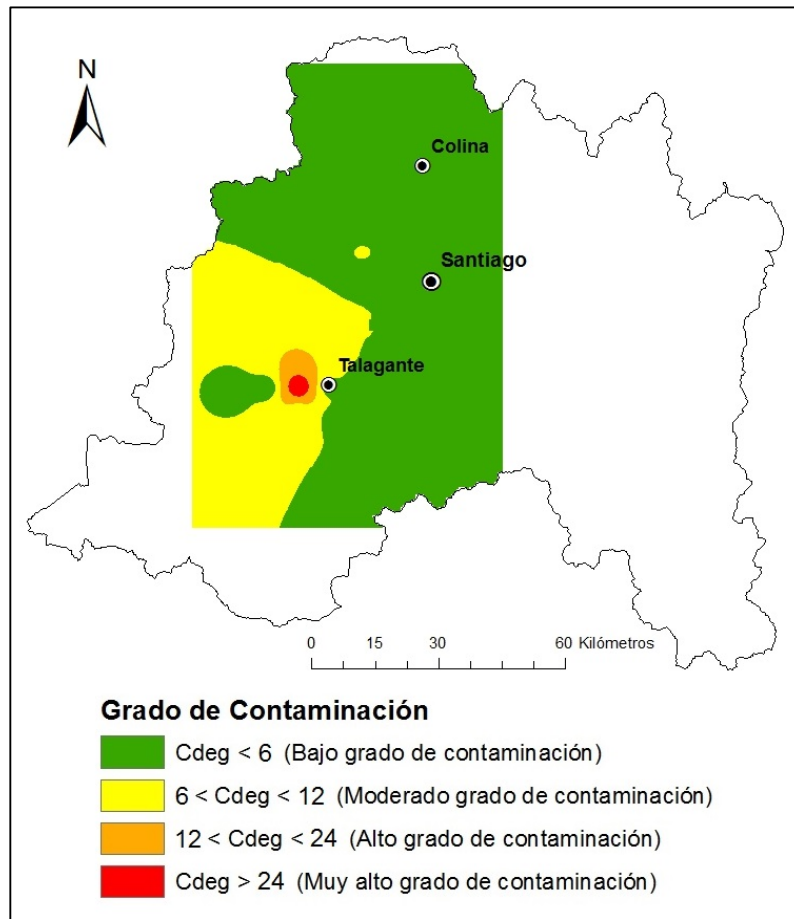 N
Colina
Santiago
Talagante
0 15 30 60 Kilómetros
Grado de Contaminación
Cdeg < 6 (Bajo grado de contaminación)
6 < Cdeg < 12 (Moderado grado de contaminación)
12 < Cdeg < 24 (Alto grado de contaminación)
Cdeg > 24 (Muy alto grado de contaminación)